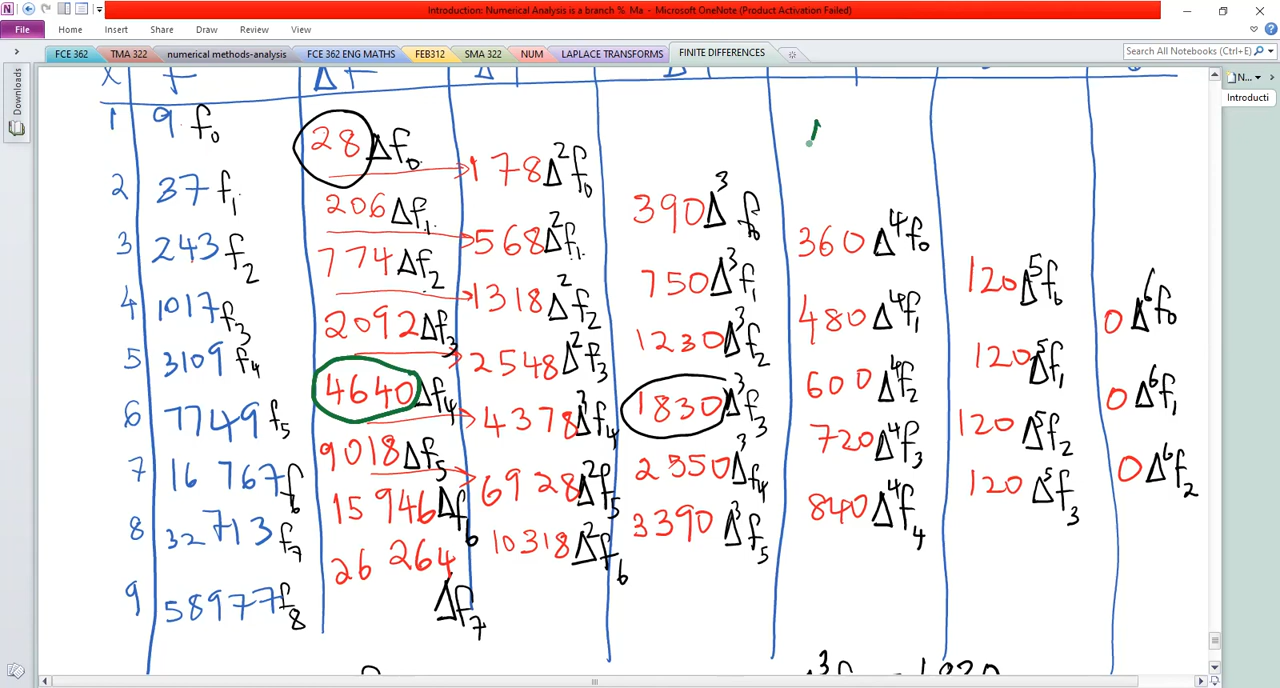 Introduction: Numerical Analysis is a branch % Ma - Microsoft OneNote (Product Activation Failed)
File Home Insert Share Draw Review View
FCE 362 TMA 322 numerical methods-analysis FCE 362 ENG MATHS FEB312 SMA 322 NUM LAPLACE TRANSFORMS FINITE DIFFERENCES Search All Notebooks (Ctrl+E)
Downloads
N...
Introducti
x f Δf Δ Δ
1 9 f₀
28 Δf₀
178 Δ²f₀
2 37 f₁
206 Δf₁
390 Δ³f₀
3 243 f₂
568 Δ²f₁
360 Δ⁴f₀
774 Δf₂
750 Δ³f₁
120 Δ⁵f₀
4 1017 f₃
1318 Δ²f₂
480 Δ⁴f₁
0 Δ⁶f₀
2092 Δf₃
1230 Δ³f₂
120 Δ⁵f₁
5 3109 f₄
2548 Δ²f₃
600 Δ⁴f₂
0 Δ⁶f₁
4640 Δf₄
1830 Δ³f₃
120 Δ⁵f₂
6 7749 f₅
4378 Δ²f₄
720 Δ⁴f₃
0 Δ⁶f₂
9018 Δf₅
2550 Δ³f₄
120 Δ⁵f₃
7 16 767 f₆
6928 Δ²f₅
840 Δ⁴f₄
15 946 Δf₆
3390 Δ³f₅
8 32 713 f₇
10318 Δ²f₆
26 264 Δf₇
9 58977 f₈